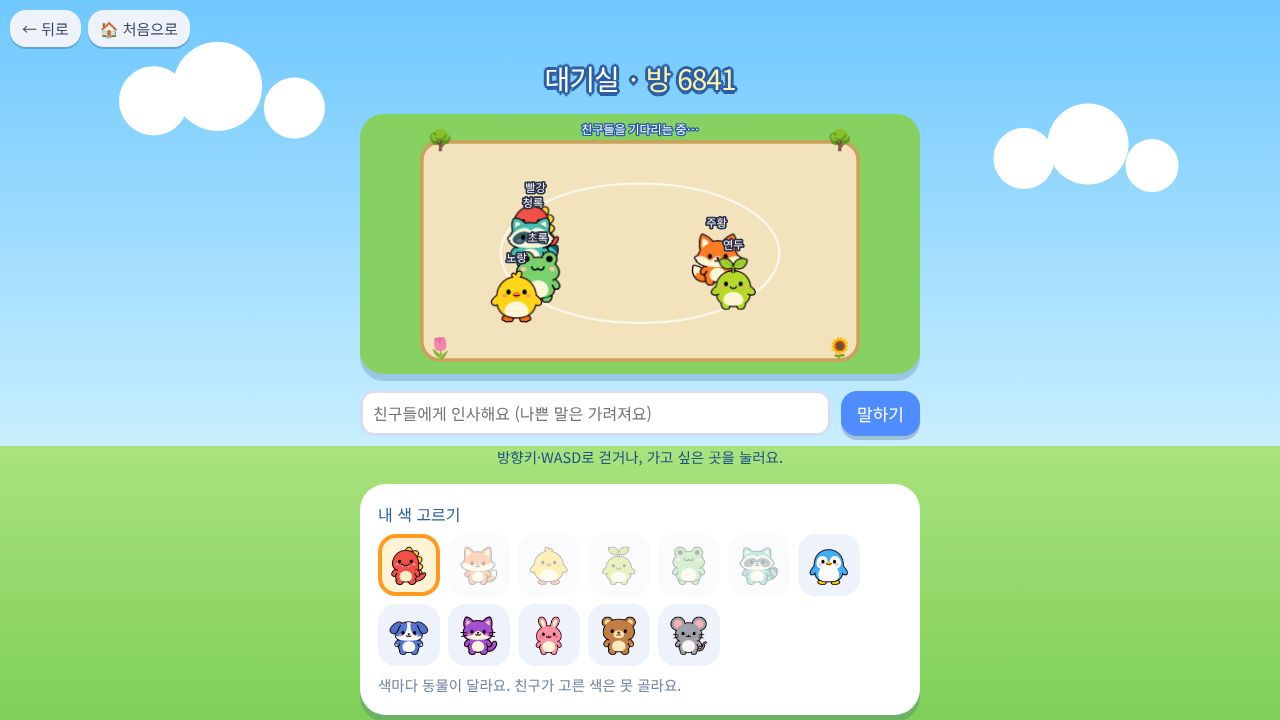 ← 뒤로
🏠 처음으로
대기실 · 방 6841
친구들을 기다리는 중…
빨강
청록
초록
노랑
주황
연두
친구들에게 인사해요 (나쁜 말은 가려져요)
말하기
방향키·WASD로 걷거나, 가고 싶은 곳을 눌러요.
내 색 고르기
색마다 동물이 달라요. 친구가 고른 색은 못 골라요.